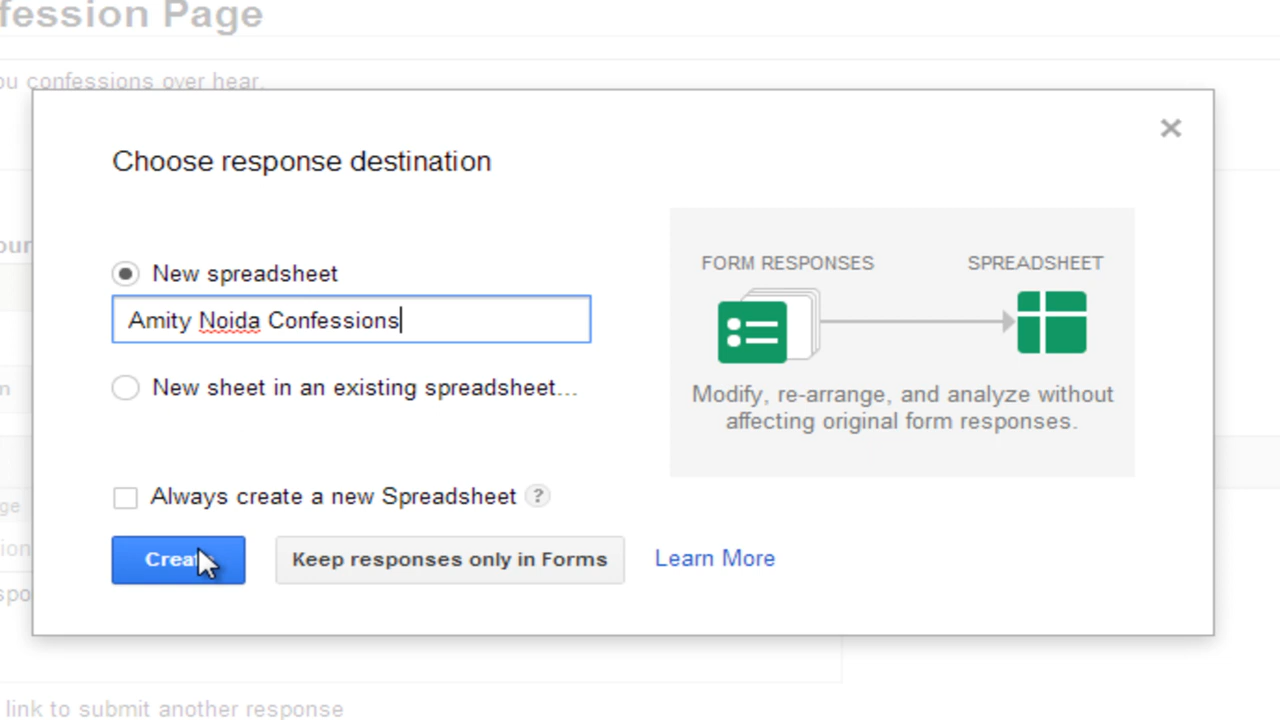 fession Page
ou confessions over hear.
Choose response destination
New spreadsheet
Amity Noida Confessions
New sheet in an existing spreadsheet...
FORM RESPONSES
SPREADSHEET
Modify, re-arrange, and analyze without
affecting original form responses.
Always create a new Spreadsheet ?
Keep responses only in Forms
Learn More
link to submit another response